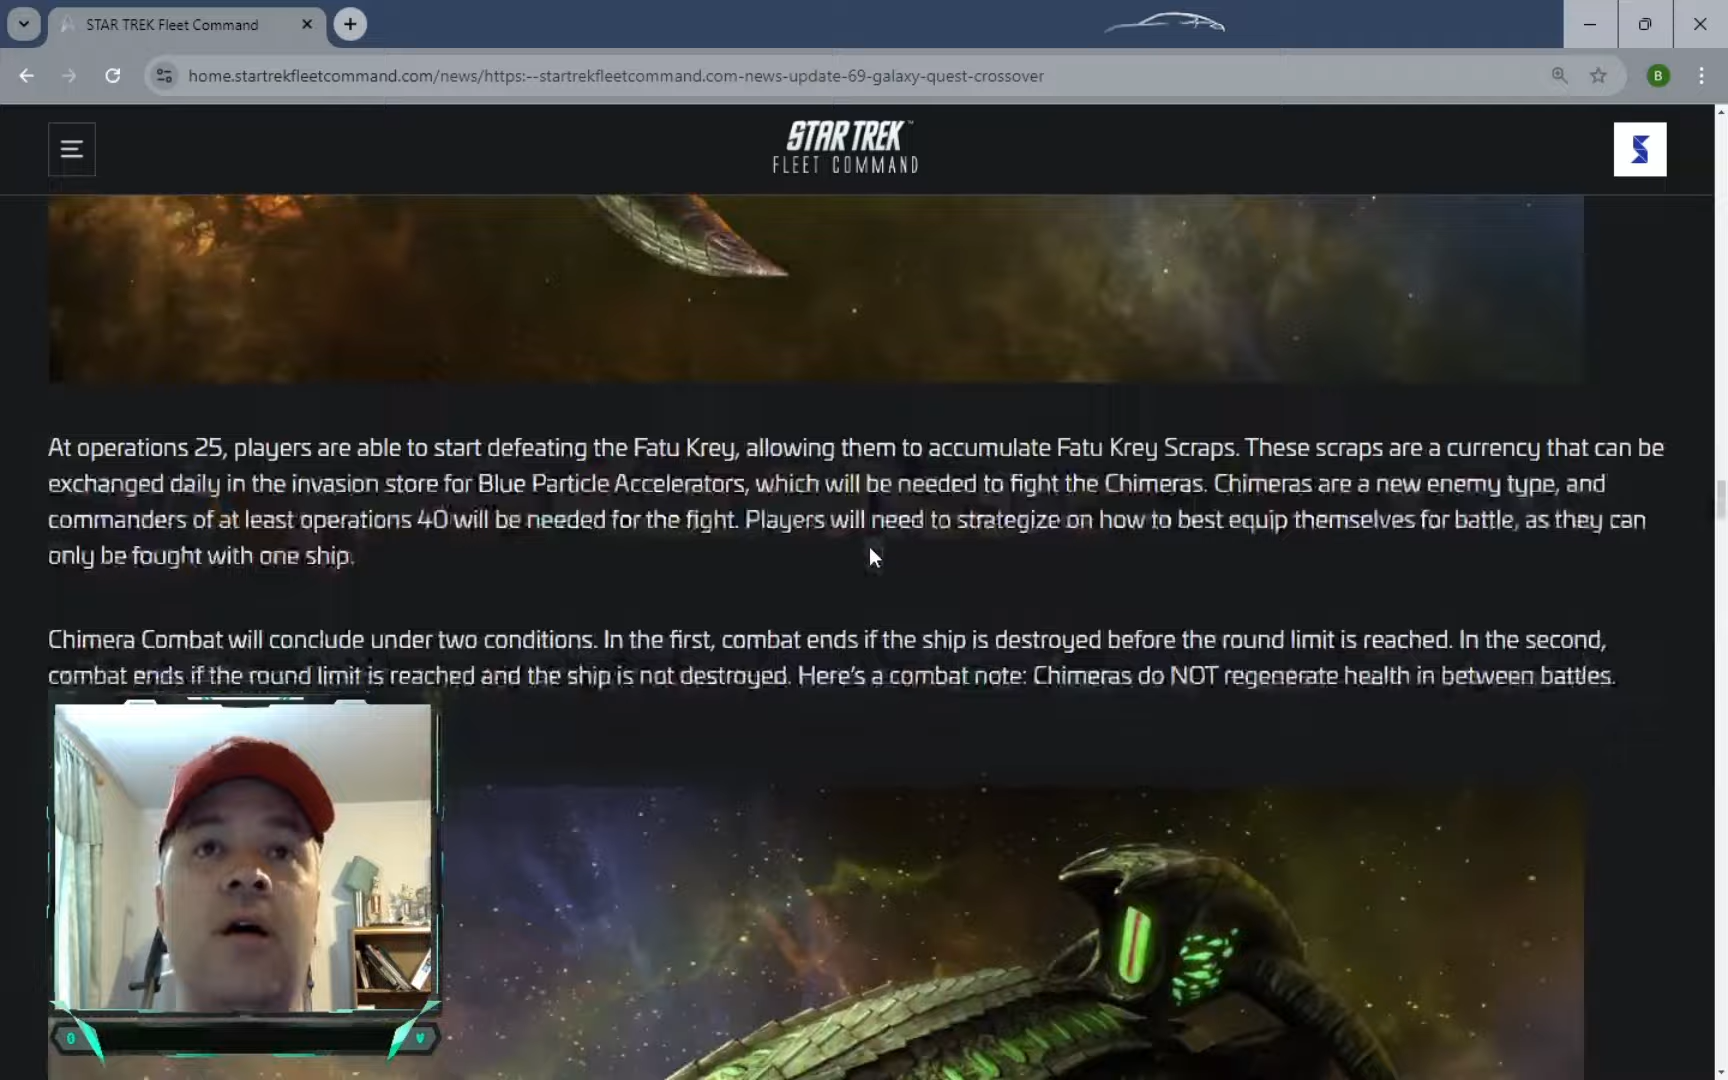 STAR TREK Fleet Command
home.startrekfleetcommand.com/news/https:--startrekfleetcommand.com-news-update-69-galaxy-quest-crossover
B
STAR TREK
FLEET COMMAND
S
At operations 25, players are able to start defeating the Fatu Krey, allowing them to accumulate Fatu Krey Scraps. These scraps are a currency that can be
exchanged daily in the invasion store for Blue Particle Accelerators, which will be needed to fight the Chimeras. Chimeras are a new enemy type, and
commanders of at least operations 40 will be needed for the fight. Players will need to strategize on how to best equip themselves for battle, as they can
only be fought with one ship.
Chimera Combat will conclude under two conditions. In the first, combat ends if the ship is destroyed before the round limit is reached. In the second,
combat ends if the round limit is reached and the ship is not destroyed. Here's a combat note: Chimeras do NOT regenerate health in between battles.
0